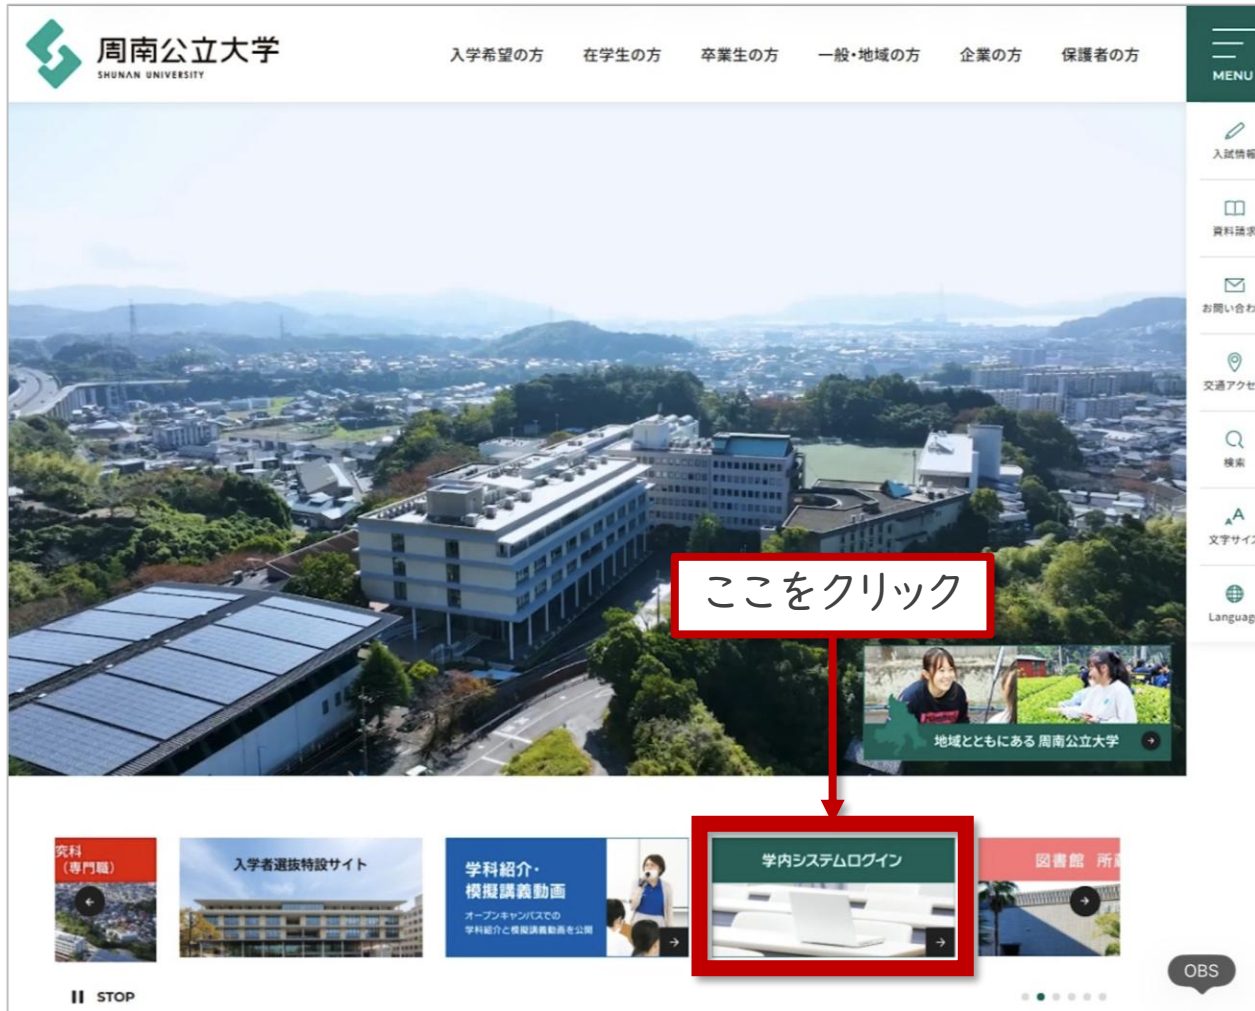 周南公立大学
SHUNAN UNIVERSITY
入学希望の方 在学生の方 卒業生の方 一般・地域の方 企業の方 保護者の方
MENU
入試情報
資料請求
お問い合わ
交通アクセ
検索
AA
文字サイズ
Languag
ここをクリック
地域とともにある 周南公立大学
究科
(専門職)
入学者選抜特設サイト
学科紹介・
模擬講義動画
オープンキャンパスでの
学科紹介と模擬講義動画を公開
学内システムログイン
図書館 所蔵
STOP
OBS